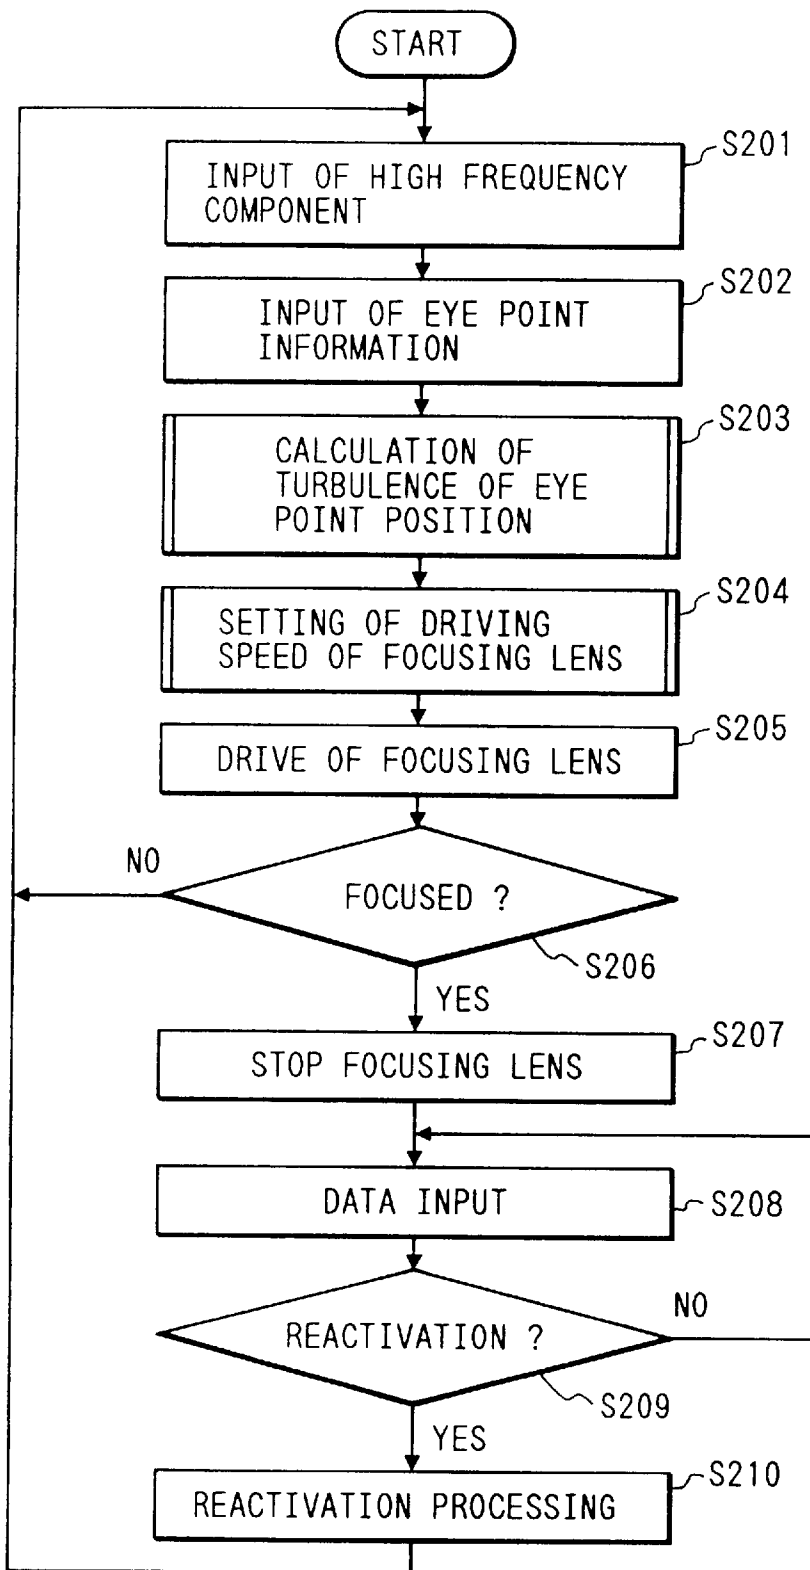 START
S201
INPUT OF HIGH FREQUENCY
COMPONENT
S202
INPUT OF EYE POINT
INFORMATION
S203
CALCULATION OF
TURBULENCE OF EYE
POINT POSITION
S204
SETTING OF DRIVING
SPEED OF FOCUSING LENS
S205
DRIVE OF FOCUSING LENS
NO
FOCUSED ?
S206
YES
S207
STOP FOCUSING LENS
DATA INPUT
S208
NO
REACTIVATION ?
S209
YES
S210
REACTIVATION PROCESSING